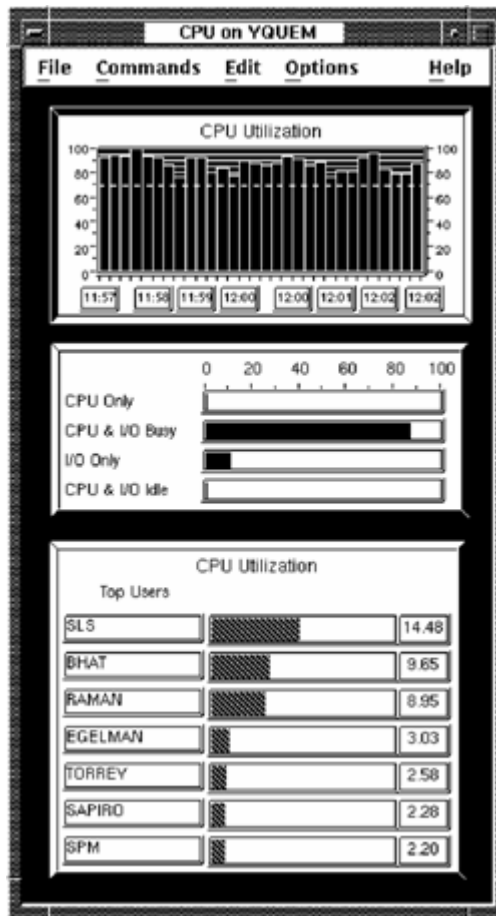 CPU on YQUEM
File Commands Edit Options Help
CPU Utilization
100 100
80 80
60 60
40 40
20 20
0 0
11:57 11:58 11:59 12:00 12:00 12:01 12:02 12:02
0 20 40 60 80 100
CPU Only
CPU & I/O Busy
I/O Only
CPU & I/O Idle
CPU Utilization
Top Users
SLS 14.48
BHAT 9.65
RAMAN 8.95
EGELMAN 3.03
TORREY 2.58
SAPIRO 2.28
SPM 2.20